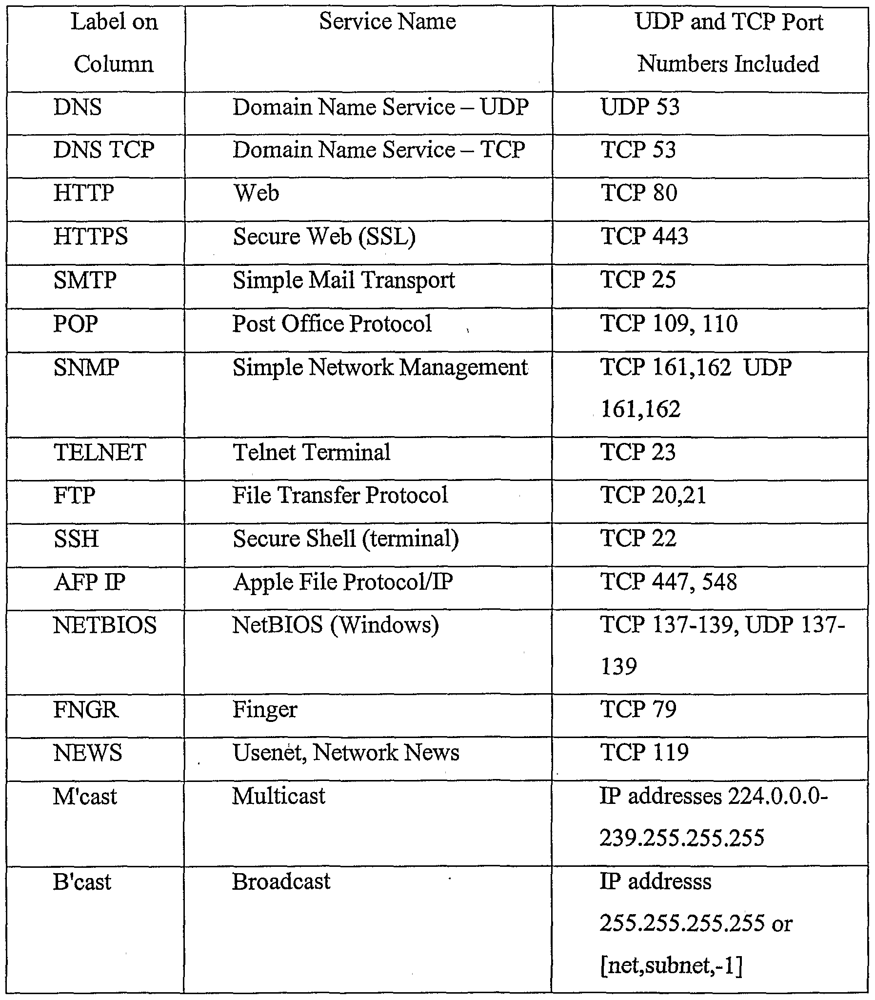 Label on Service Name UDP and TCP Port
Column Numbers Included
DNS Domain Name Service – UDP UDP 53
DNS TCP Domain Name Service – TCP TCP 53
HTTP Web TCP 80
HTTPS Secure Web (SSL) TCP 443
SMTP Simple Mail Transport TCP 25
POP Post Office Protocol TCP 109, 110
SNMP Simple Network Management TCP 161,162 UDP
161,162
TELNET Telnet Terminal TCP 23
FTP File Transfer Protocol TCP 20,21
SSH Secure Shell (terminal) TCP 22
AFP IP Apple File Protocol/IP TCP 447, 548
NETBIOS NetBIOS (Windows) TCP 137-139, UDP 137-
139
FNGR Finger TCP 79
NEWS Usenet, Network News TCP 119
M'cast Multicast IP addresses 224.0.0.0-
239.255.255.255
B'cast Broadcast IP addresss
255.255.255.255 or
[net,subnet,-1]